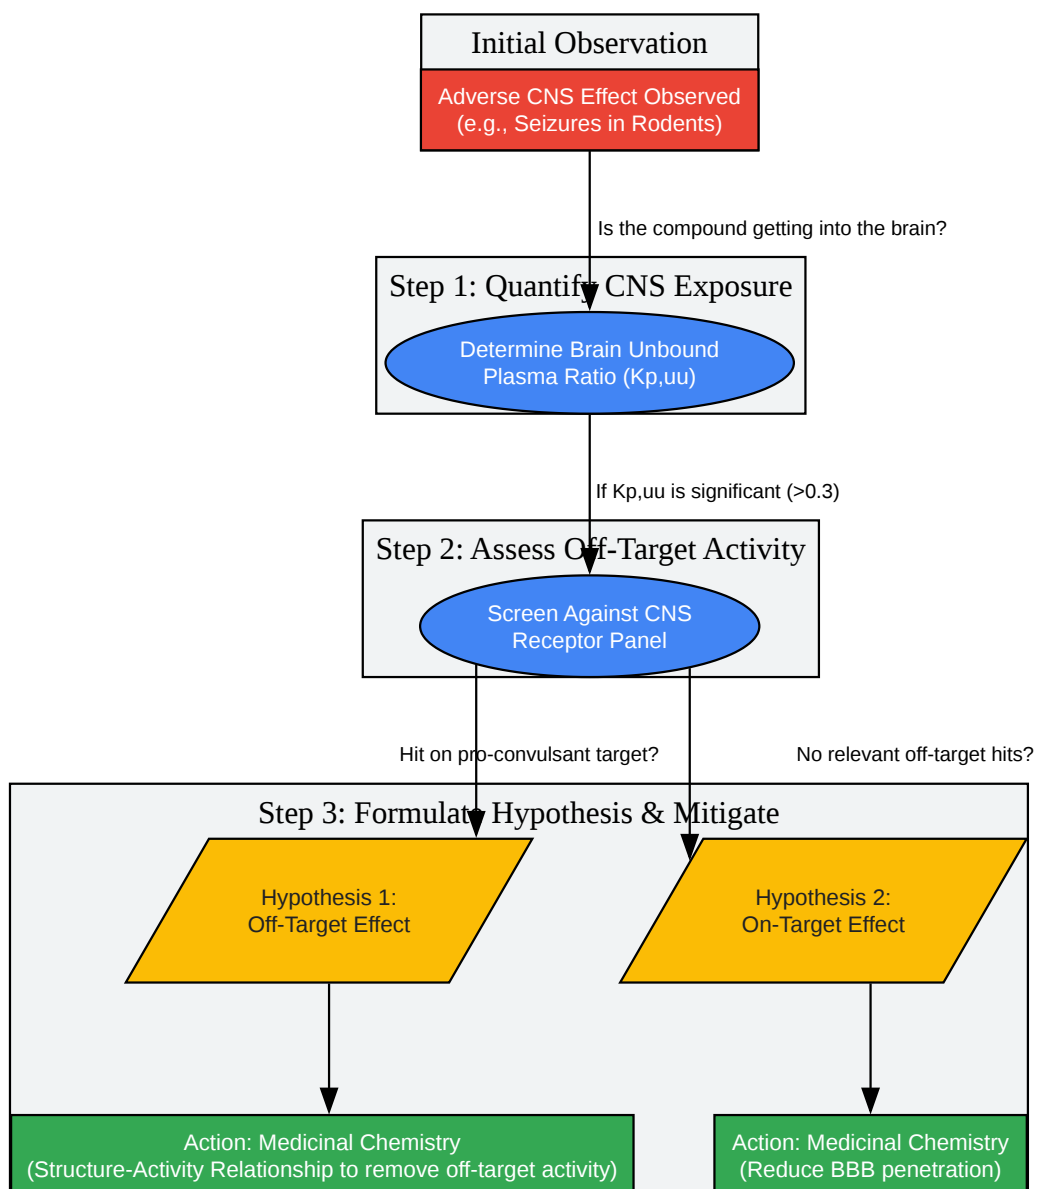 Initial Observation
Adverse CNS Effect Observed
(e.g., Seizures in Rodents)
Is the compound getting into the brain?
Step 1: Quantify CNS Exposure
Determine Brain Unbound
Plasma Ratio (Kp,uu)
If Kp,uu is significant (>0.3)
Step 2: Assess Off-Target Activity
Screen Against CNS
Receptor Panel
Hit on pro-convulsant target?
No relevant off-target hits?
Step 3: Formulate Hypothesis & Mitigate
Hypothesis 1:
Off-Target Effect
Hypothesis 2:
On-Target Effect
Action: Medicinal Chemistry
(Structure-Activity Relationship to remove off-target activity)
Action: Medicinal Chemistry
(Reduce BBB penetration)